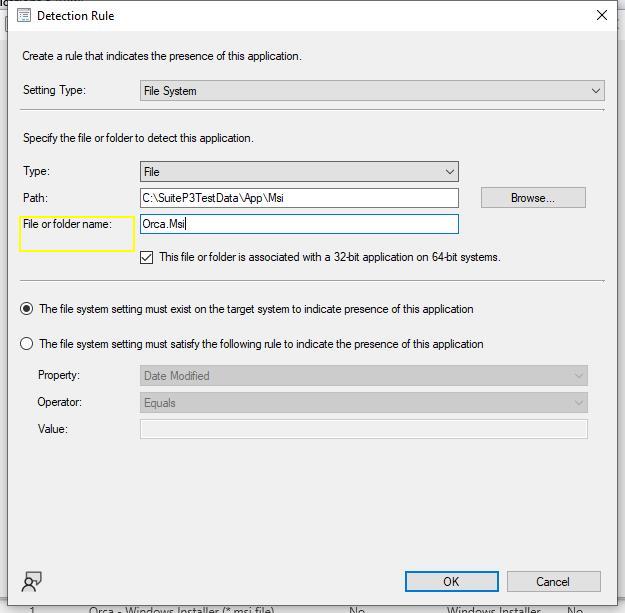 Detection Rule
Create a rule that indicates the presence of this application.
Setting Type: File System
Specify the file or folder to detect this application.
Type: File
Path: C:\SuiteP3TestData\App\Msi Browse...
File or folder name: Orca.Msi
This file or folder is associated with a 32-bit application on 64-bit systems.
The file system setting must exist on the target system to indicate presence of this application
The file system setting must satisfy the following rule to indicate the presence of this application
Property: Date Modified
Operator: Equals
Value:
OK Cancel
1 Orca - Windows Installer (*.msi file) No Windows Installer No